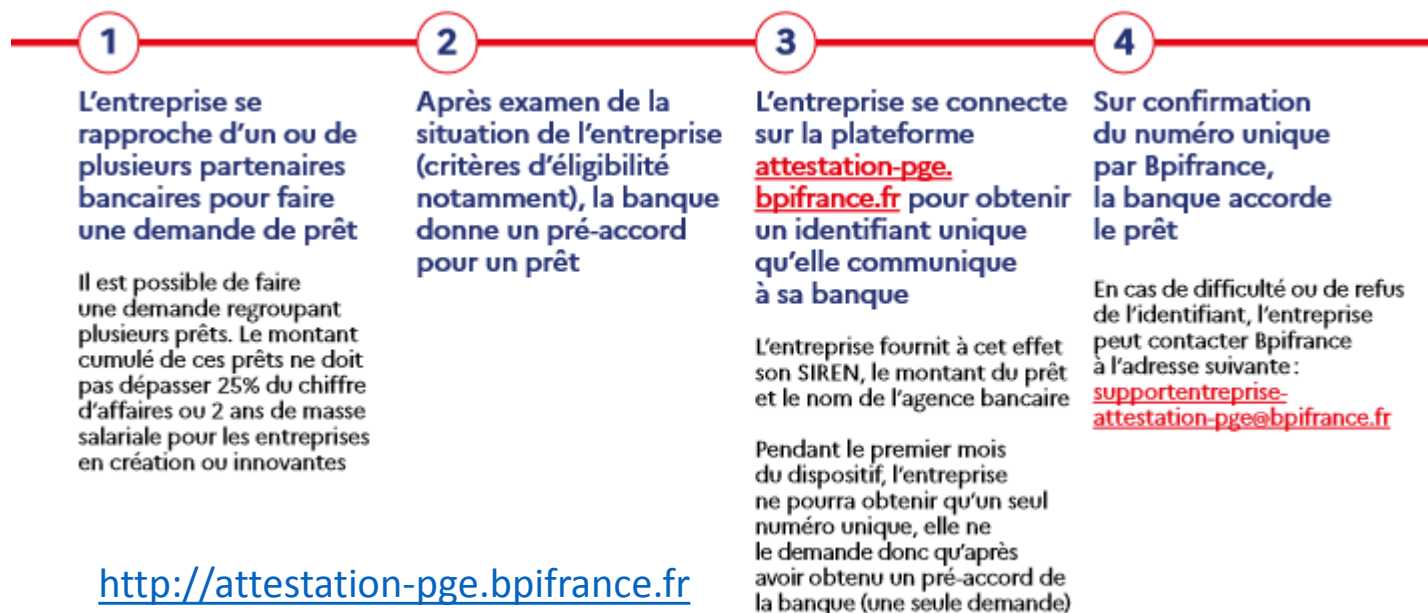 1
L'entreprise se
rapproche d'un ou de
plusieurs partenaires
bancaires pour faire
une demande de prêt
Il est possible de faire
une demande regroupant
plusieurs prêts. Le montant
cumulé de ces prêts ne doit
pas dépasser 25% du chiffre
d'affaires ou 2 ans de masse
salariale pour les entreprises
en création ou innovantes
2
Après examen de la
situation de l'entreprise
(critères d'éligibilité
notamment), la banque
donne un pré-accord
pour un prêt
3
L'entreprise se connecte
sur la plateforme
attestation-pge.
bpifrance.fr pour obtenir
un identifiant unique
qu'elle communique
à sa banque
L'entreprise fournit à cet effet
son SIREN, le montant du prêt
et le nom de l'agence bancaire
Pendant le premier mois
du dispositif, l'entreprise
ne pourra obtenir qu'un seul
numéro unique, elle ne
le demande donc qu'après
avoir obtenu un pré-accord de
la banque (une seule demande)
4
Sur confirmation
du numéro unique
par Bpifrance,
la banque accorde
le prêt
En cas de difficulté ou de refus
de l'identifiant, l'entreprise
peut contacter Bpifrance
à l'adresse suivante :
supportentreprise-
attestation-pge@bpifrance.fr
http://attestation-pge.bpifrance.fr